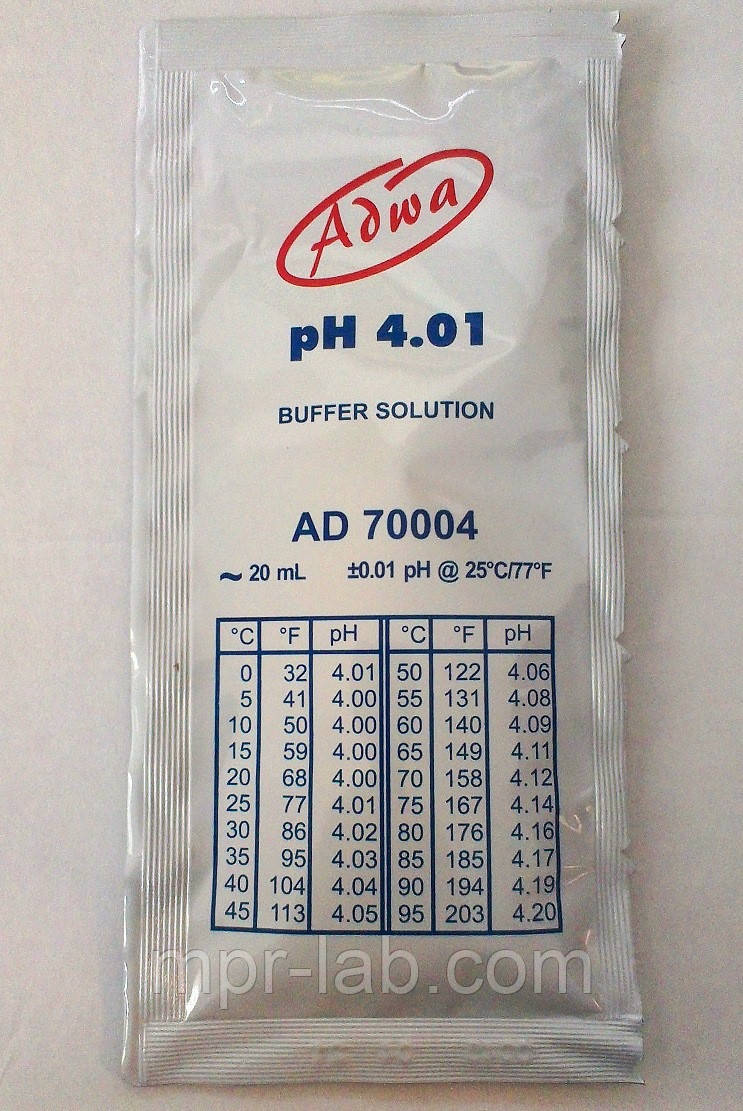 Adwa
pH 4.01
BUFFER SOLUTION
AD 70004
~ 20 mL ±0.01 pH @ 25°C/77°F
°C °F pH °C °F pH
0 32 4.01 50 122 4.06
5 41 4.00 55 131 4.08
10 50 4.00 60 140 4.09
15 59 4.00 65 149 4.11
20 68 4.00 70 158 4.12
25 77 4.01 75 167 4.14
30 86 4.02 80 176 4.16
35 95 4.03 85 185 4.17
40 104 4.04 90 194 4.19
45 113 4.05 95 203 4.20
mpr-lab.com